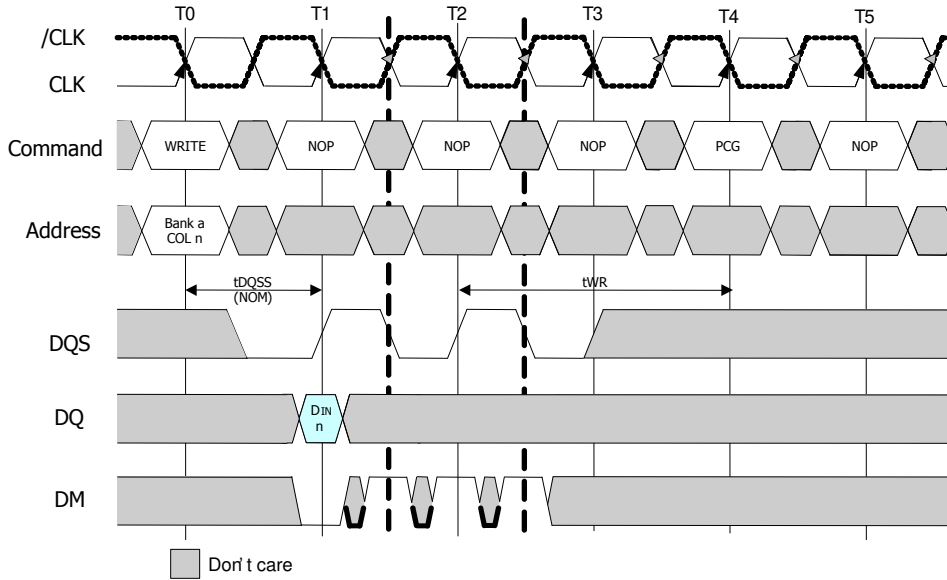 T0 T1 T2 T3 T4 T5
/CLK
CLK
Command WRITE NOP NOP NOP PCG NOP
Address Bank a
COL n
tDQSS
(NOM)
tWR
DQS
DQ DIN
n
DM
Don't care